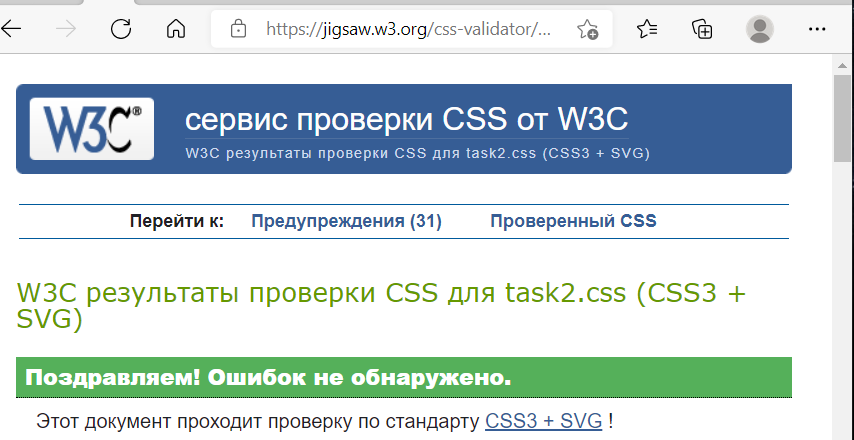 https://jigsaw.w3.org/css-validator/...
W3C®
сервис проверки CSS от W3C
W3C результаты проверки CSS для task2.css (CSS3 + SVG)
Перейти к: Предупреждения (31) Проверенный CSS
W3C результаты проверки CSS для task2.css (CSS3 +
SVG)
Поздравляем! Ошибок не обнаружено.
Этот документ проходит проверку по стандарту CSS3 + SVG !